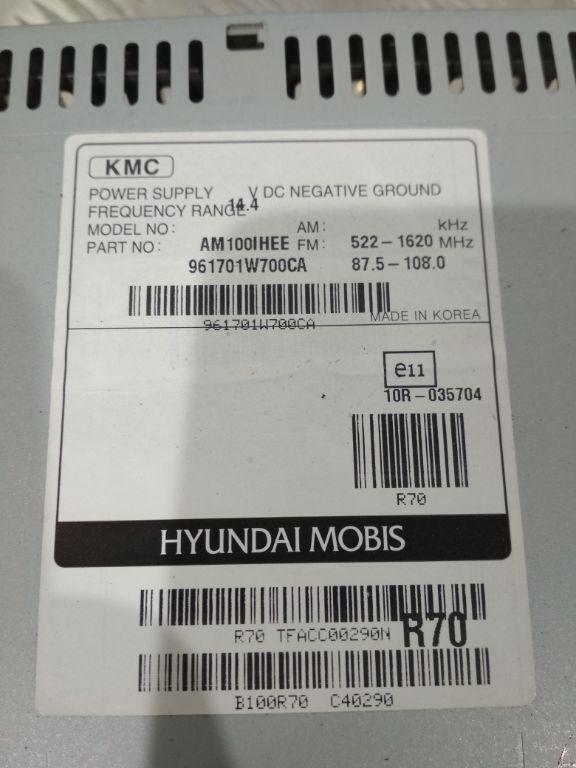 KMC
POWER SUPPLY 14.4 V DC NEGATIVE GROUND
FREQUENCY RANGE
MODEL NO: AM: kHz
PART NO: AM100IHEE FM: 522-1620 MHz
961701W700CA 87.5-108.0
961701W700CA
MADE IN KOREA
e11
10R-035704
R70
HYUNDAI MOBIS
R70 TFACC00290N R70
B100R70 C40290